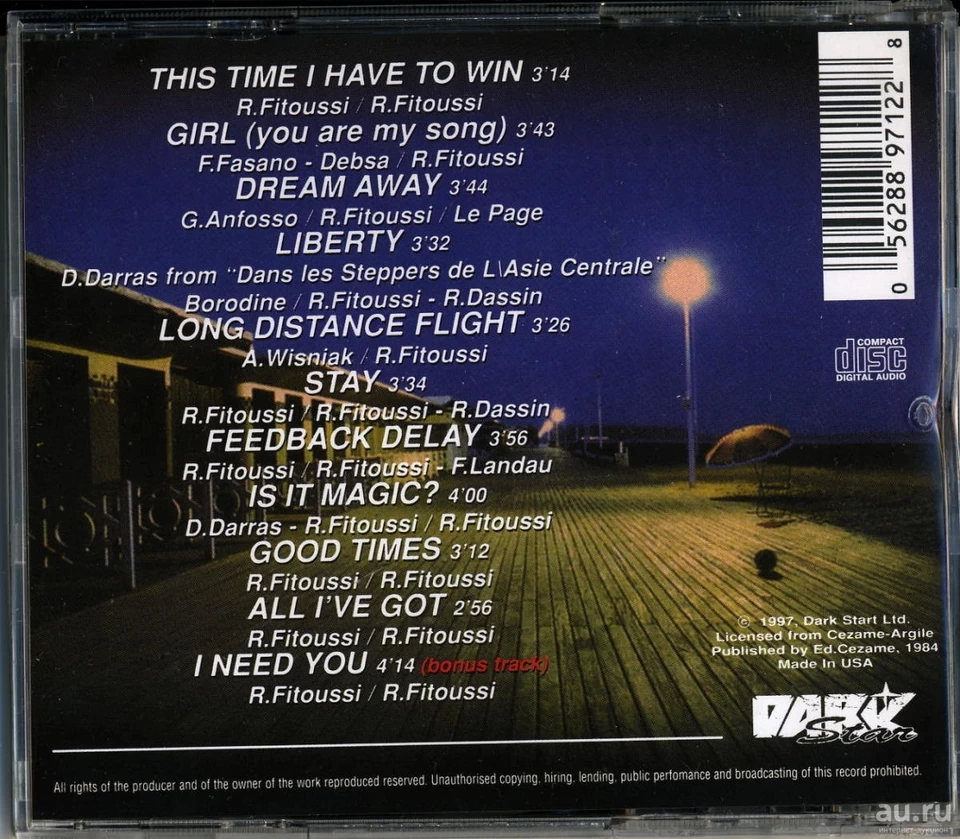 THIS TIME I HAVE TO WIN 3'14
R.Fitoussi / R.Fitoussi
GIRL (you are my song) 3'43
F.Fasano - Debsa / R.Fitoussi
DREAM AWAY 3'44
G.Anfosso / R.Fitoussi / Le Page
LIBERTY 3'32
D.Darras from "Dans les Steppers de L\Asie Centrale"
Borodine / R.Fitoussi - R.Dassin
LONG DISTANCE FLIGHT 3'26
A.Wisniak / R.Fitoussi
STAY 3'34
R.Fitoussi / R.Fitoussi - R.Dassin
FEEDBACK DELAY 3'56
R.Fitoussi / R.Fitoussi - F.Landau
IS IT MAGIC? 4'00
D.Darras - R.Fitoussi / R.Fitoussi
GOOD TIMES 3'12
R.Fitoussi / R.Fitoussi
ALL I'VE GOT 2'56
R.Fitoussi / R.Fitoussi
I NEED YOU 4'14 (bonus track)
R.Fitoussi / R.Fitoussi
0 56288 97122 8
COMPACT
disc
DIGITAL AUDIO
© 1997, Dark Start Ltd.
Licensed from Cezame-Argile
Published by Ed.Cezame, 1984
Made In USA
DARK
Star
All rights of the producer and of the owner of the work reproduced reserved. Unauthorised copying, hiring, lending, public perfomance and broadcasting of this record prohibited.
au.ru
интернет-аукцион